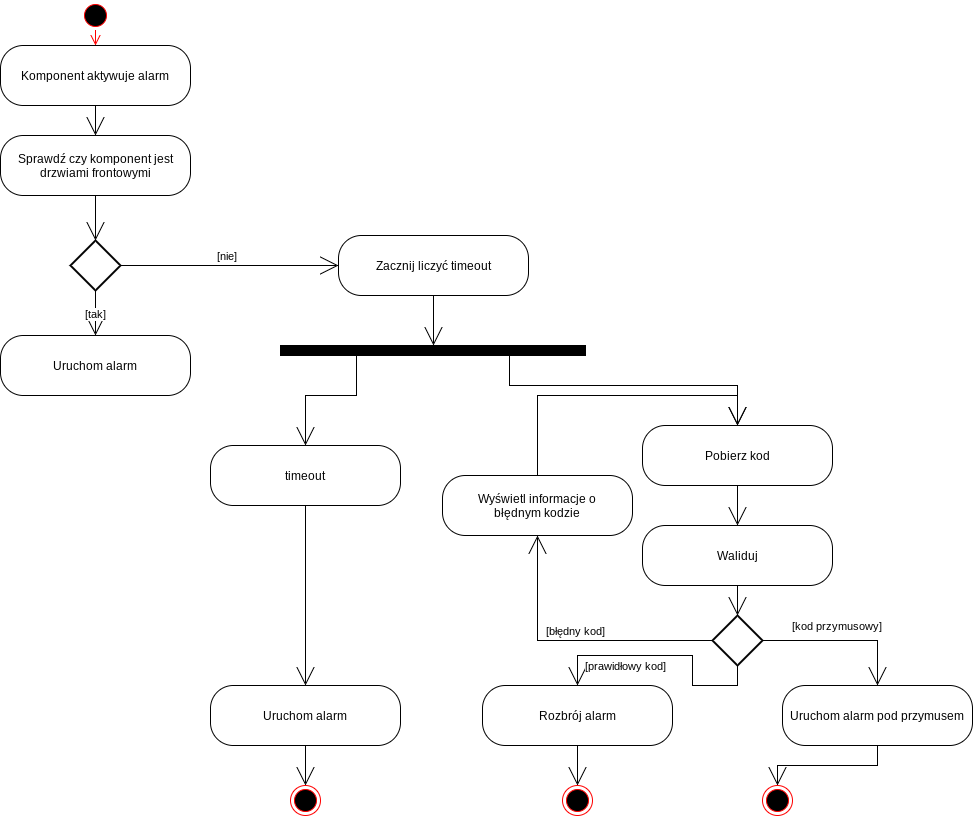 Komponent aktywuje alarm
Sprawdź czy komponent jest
drzwiami frontowymi
[nie]
Zacznij liczyć timeout
[tak]
Uruchom alarm
timeout
Pobierz kod
Wyświetl informacje o
błędnym kodzie
Waliduj
[błędny kod]
[kod przymusowy]
[prawidłowy kod]
Uruchom alarm
Rozbrój alarm
Uruchom alarm pod przymusem